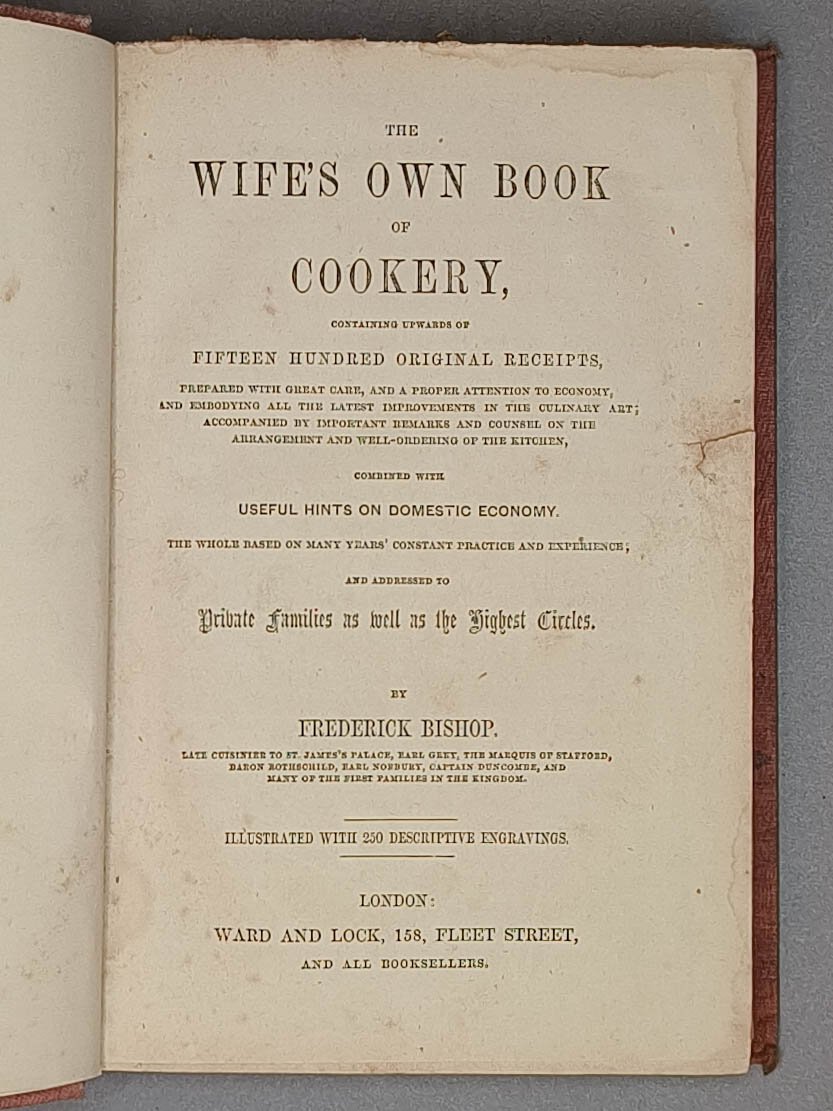 THE
WIFE'S OWN BOOK
OF
COOKERY,
CONTAINING UPWARDS OF
FIFTEEN HUNDRED ORIGINAL RECEIPTS,
PREPARED WITH GREAT CARE, AND A PROPER ATTENTION TO ECONOMY,
AND EMBODYING ALL THE LATEST IMPROVEMENTS IN THE CULINARY ART;
ACCOMPANIED BY IMPORTANT REMARKS AND COUNSEL ON THE
ARRANGEMENT AND WELL-ORDERING OF THE KITCHEN,
COMBINED WITH
USEFUL HINTS ON DOMESTIC ECONOMY.
THE WHOLE BASED ON MANY YEARS' CONSTANT PRACTICE AND EXPERIENCE;
AND ADDRESSED TO
Private Families as well as the Highest Circles.
BY
FREDERICK BISHOP,
LATE CUISINIER TO ST. JAMES'S PALACE, EARL GREY, THE MARQUIS OF STAFFORD,
BARON ROTHSCHILD, EARL NORBURY, CAPTAIN DUNCOMBE, AND
MANY OF THE FIRST FAMILIES IN THE KINGDOM.
ILLUSTRATED WITH 250 DESCRIPTIVE ENGRAVINGS.
LONDON:
WARD AND LOCK, 158, FLEET STREET,
AND ALL BOOKSELLERS.